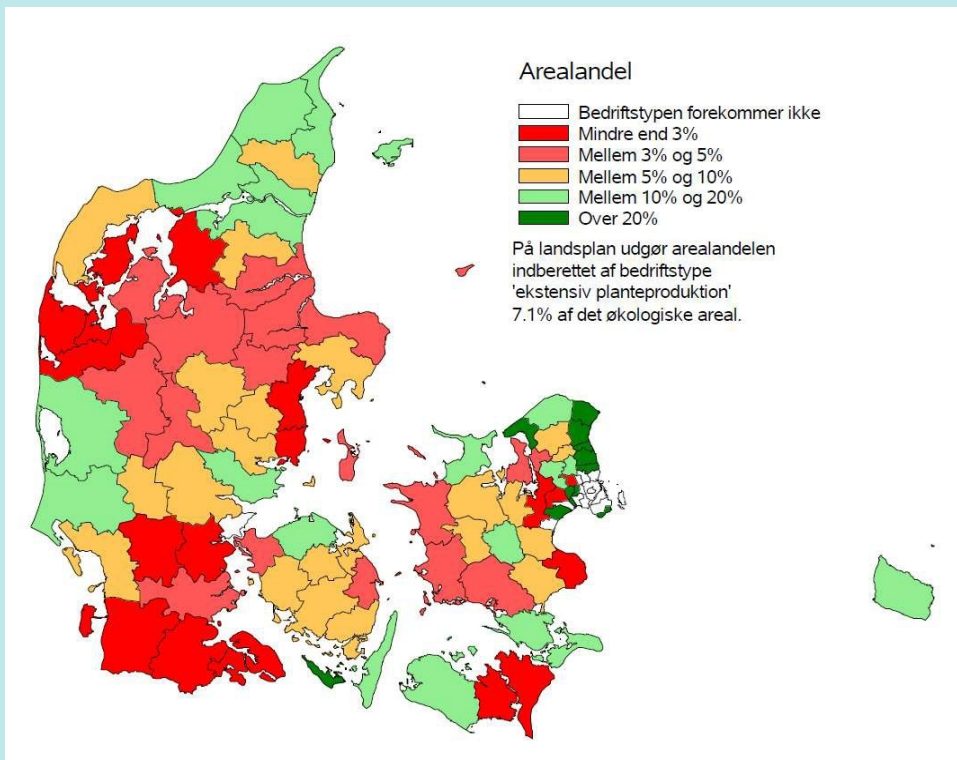 Arealandel
Bedriftstypen forekommer ikke
Mindre end 3%
Mellem 3% og 5%
Mellem 5% og 10%
Mellem 10% og 20%
Over 20%
På landsplan udgør arealandelen
indberettet af bedriftstype
'ekstensiv planteproduktion'
7.1% af det økologiske areal.